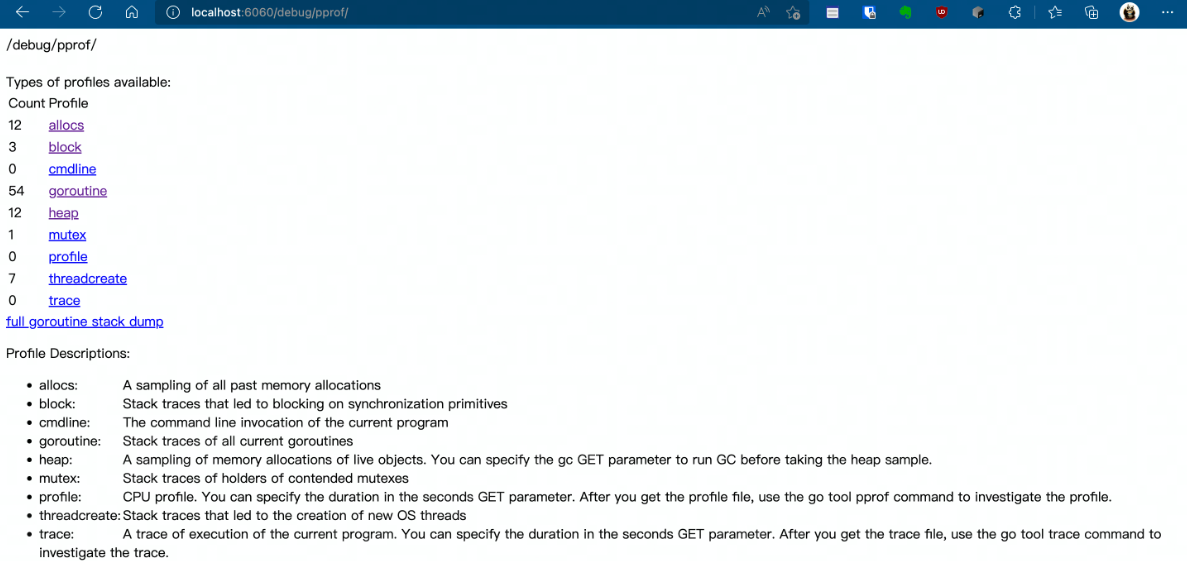 localhost:6060/debug/pprof/
/debug/pprof/
Types of profiles available:
Count Profile
12 allocs
3 block
0 cmdline
54 goroutine
12 heap
1 mutex
0 profile
7 threadcreate
0 trace
full goroutine stack dump
Profile Descriptions:
• allocs: A sampling of all past memory allocations
• block: Stack traces that led to blocking on synchronization primitives
• cmdline: The command line invocation of the current program
• goroutine: Stack traces of all current goroutines
• heap: A sampling of memory allocations of live objects. You can specify the gc GET parameter to run GC before taking the heap sample.
• mutex: Stack traces of holders of contended mutexes
• profile: CPU profile. You can specify the duration in the seconds GET parameter. After you get the profile file, use the go tool pprof command to investigate the profile.
• threadcreate: Stack traces that led to the creation of new OS threads
• trace: A trace of execution of the current program. You can specify the duration in the seconds GET parameter. After you get the trace file, use the go tool trace command to
investigate the trace.